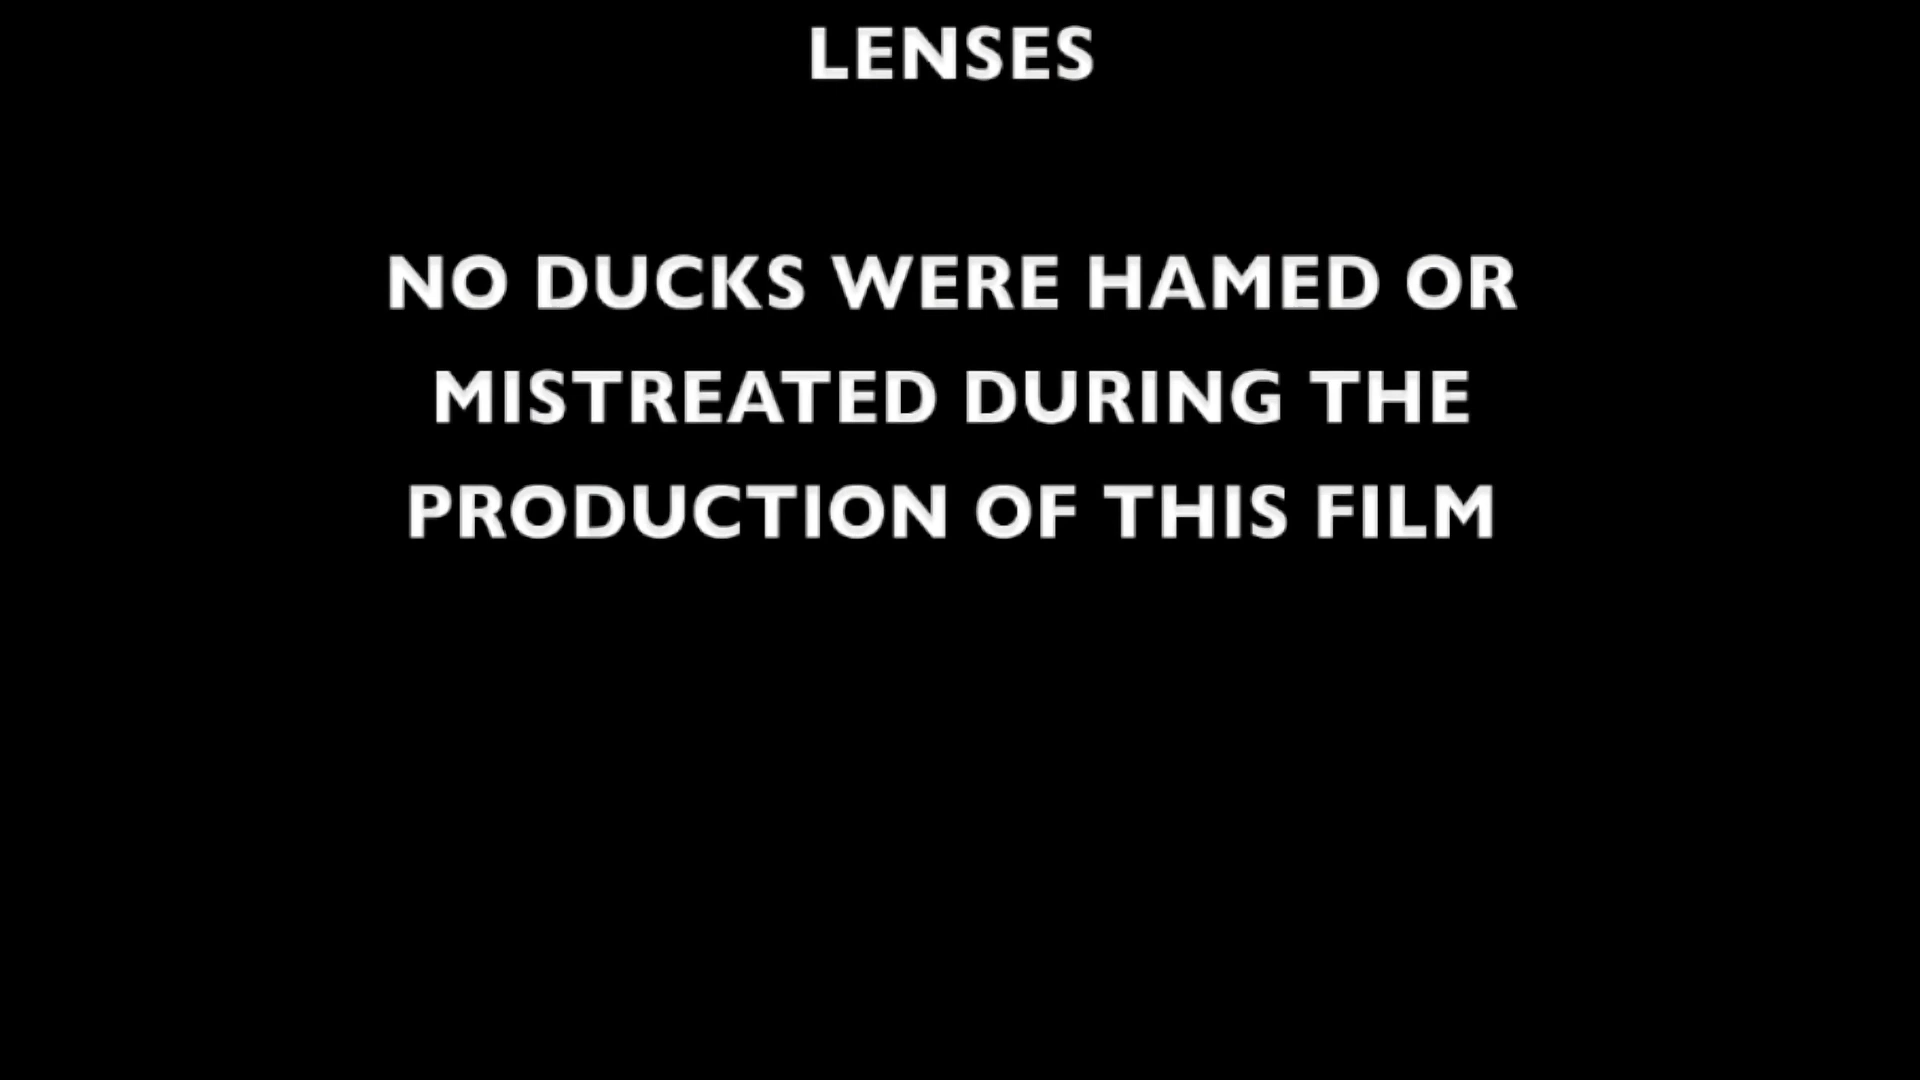 LENSES
NO DUCKS WERE HAMED OR
MISTREATED DURING THE
PRODUCTION OF THIS FILM